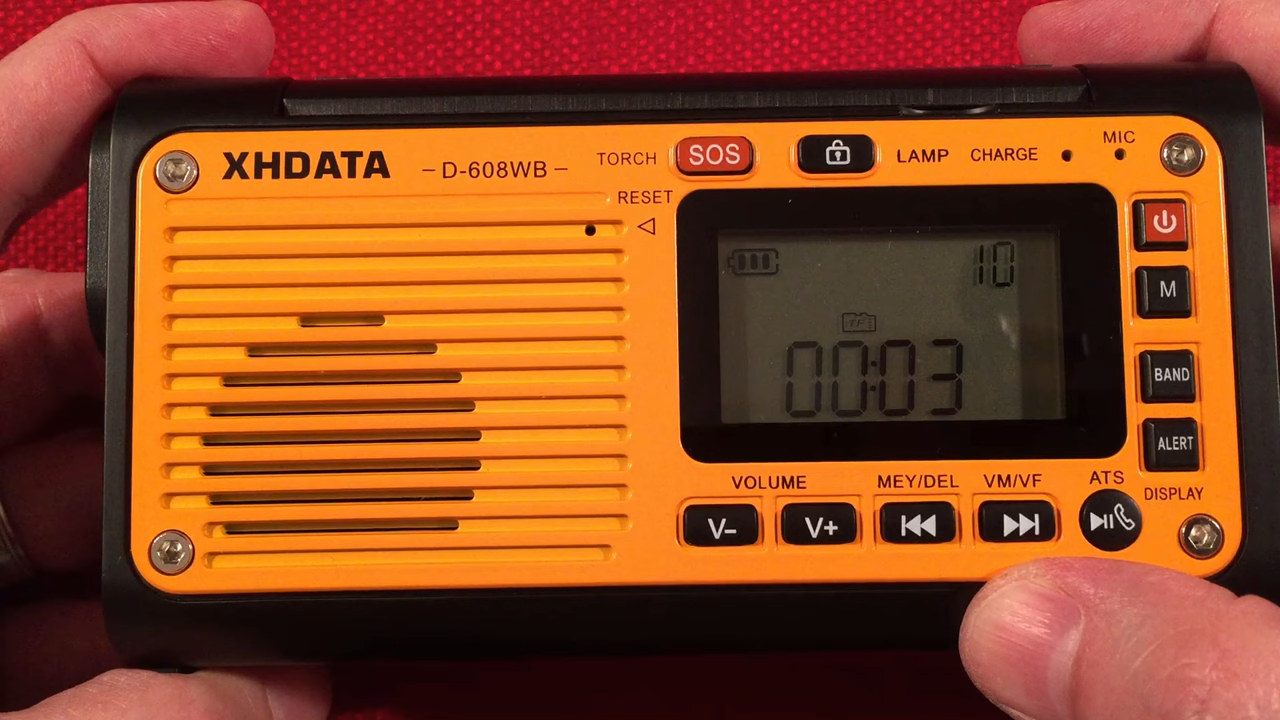 XHDATA
–D-608WB–
TORCH
SOS
LAMP
CHARGE
MIC
RESET
10
TF
00:03
M
BAND
ALERT
VOLUME
MEY/DEL
VM/VF
ATS
DISPLAY
V–
V+